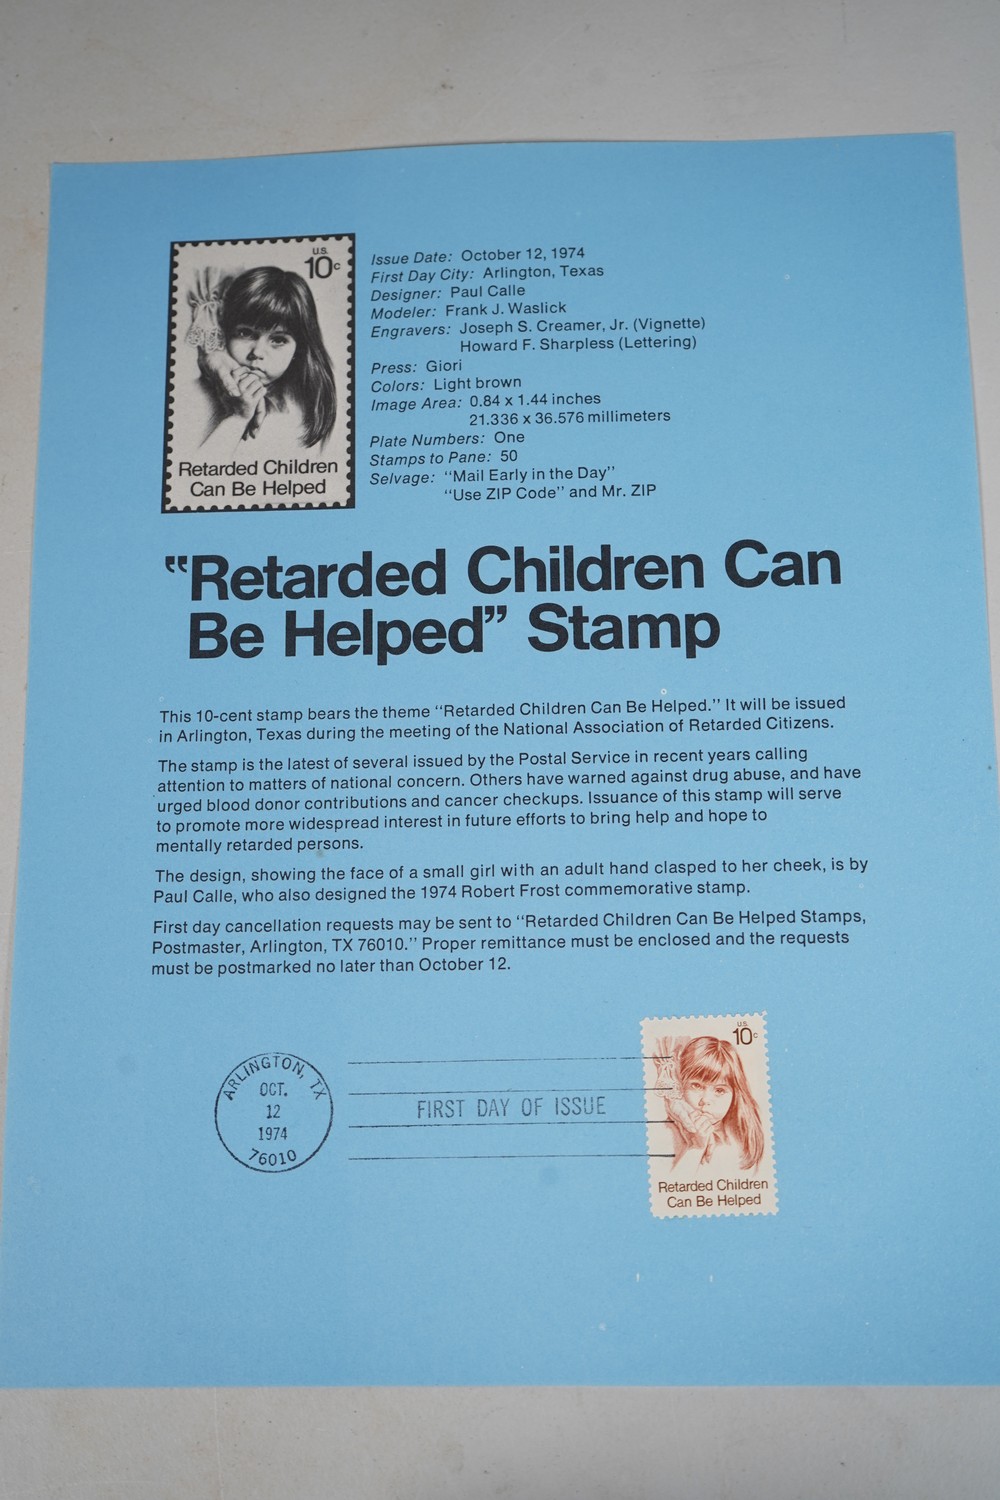 U.S.
10c
Retarded Children
Can Be Helped
Issue Date: October 12, 1974
First Day City: Arlington, Texas
Designer: Paul Calle
Modeler: Frank J. Waslick
Engravers: Joseph S. Creamer, Jr. (Vignette)
Howard F. Sharpless (Lettering)
Press: Giori
Colors: Light brown
Image Area: 0.84 x 1.44 inches
21.336 x 36.576 millimeters
Plate Numbers: One
Stamps to Pane: 50
Selvage: “Mail Early in the Day”
“Use ZIP Code” and Mr. ZIP
“Retarded Children Can
Be Helped” Stamp
This 10-cent stamp bears the theme “Retarded Children Can Be Helped.” It will be issued
in Arlington, Texas during the meeting of the National Association of Retarded Citizens.
The stamp is the latest of several issued by the Postal Service in recent years calling
attention to matters of national concern. Others have warned against drug abuse, and have
urged blood donor contributions and cancer checkups. Issuance of this stamp will serve
to promote more widespread interest in future efforts to bring help and hope to
mentally retarded persons.
The design, showing the face of a small girl with an adult hand clasped to her cheek, is by
Paul Calle, who also designed the 1974 Robert Frost commemorative stamp.
First day cancellation requests may be sent to “Retarded Children Can Be Helped Stamps,
Postmaster, Arlington, TX 76010.” Proper remittance must be enclosed and the requests
must be postmarked no later than October 12.
ARLINGTON, TX
OCT.
12
1974
76010
FIRST DAY OF ISSUE
U.S.
10c
Retarded Children
Can Be Helped